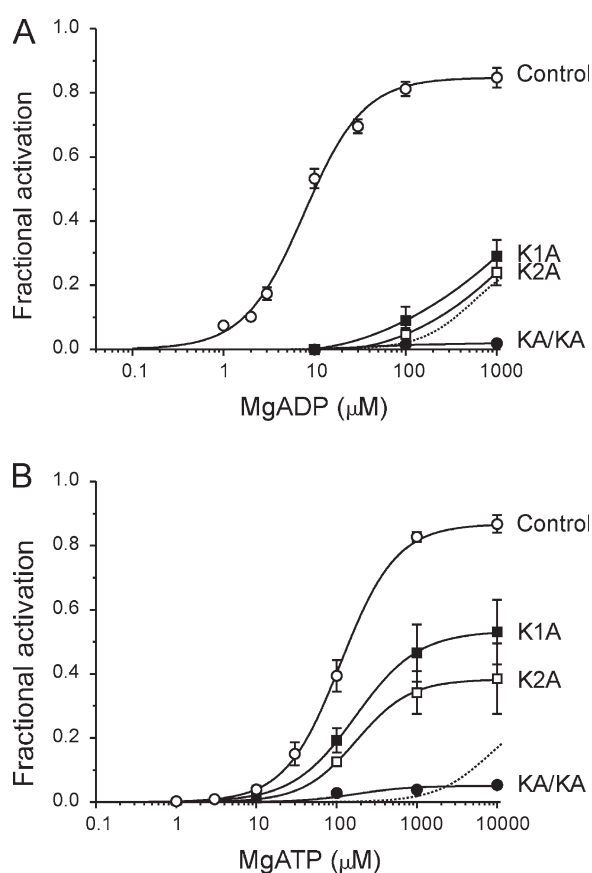 A
1.0
0.8
0.6
0.4
0.2
0.0
Fractional activation
Control
K1A
K2A
KA/KA
0.1 1 10 100 1000
MgADP (μM)
B
1.0
0.8
0.6
0.4
0.2
0.0
Fractional activation
Control
K1A
K2A
KA/KA
0.1 1 10 100 1000 10000
MgATP (μM)